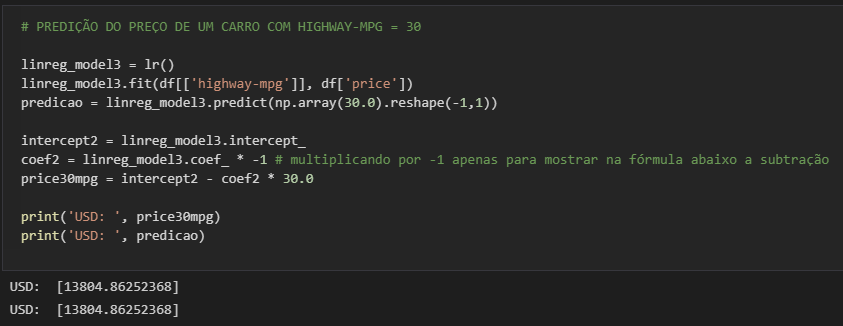 # PREDIÇÃO DO PREÇO DE UM CARRO COM HIGHWAY-MPG = 30
linreg_model3 = lr()
linreg_model3.fit(df[['highway-mpg']], df['price'])
predicao = linreg_model3.predict(np.array(30.0).reshape(-1,1))
intercept2 = linreg_model3.intercept_
coef2 = linreg_model3.coef_ * -1 # multiplicando por -1 apenas para mostrar na fórmula abaixo a subtração
price30mpg = intercept2 - coef2 * 30.0
print('USD: ', price30mpg)
print('USD: ', predicao)
USD:  [13804.86252368]
USD:  [13804.86252368]